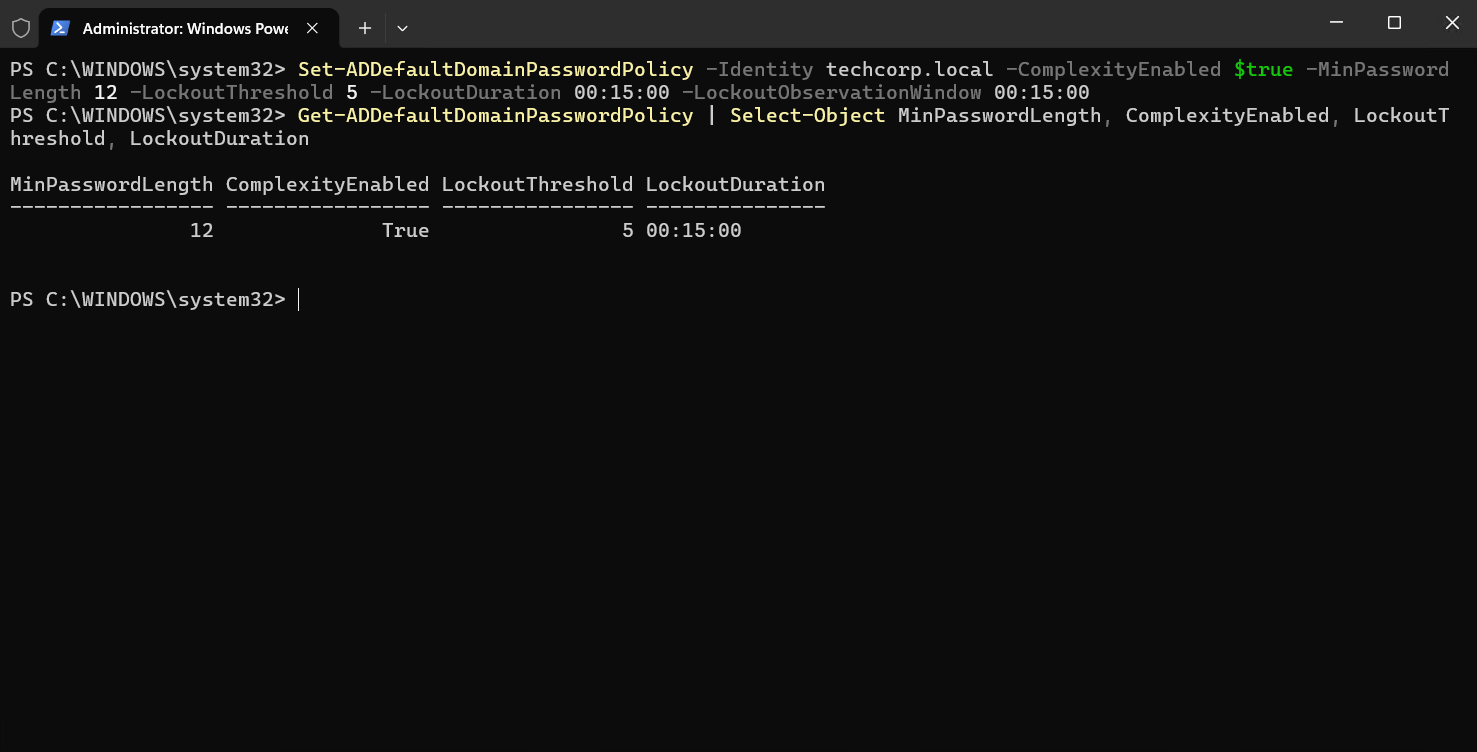 Administrator: Windows Powe
PS C:\WINDOWS\system32> Set-ADDefaultDomainPasswordPolicy -Identity techcorp.local -ComplexityEnabled $true -MinPassword
Length 12 -LockoutThreshold 5 -LockoutDuration 00:15:00 -LockoutObservationWindow 00:15:00
PS C:\WINDOWS\system32> Get-ADDefaultDomainPasswordPolicy | Select-Object MinPasswordLength, ComplexityEnabled, LockoutT
hreshold, LockoutDuration
MinPasswordLength ComplexityEnabled LockoutThreshold LockoutDuration
----------------- ----------------- ---------------- ---------------
12 True 5 00:15:00
PS C:\WINDOWS\system32>